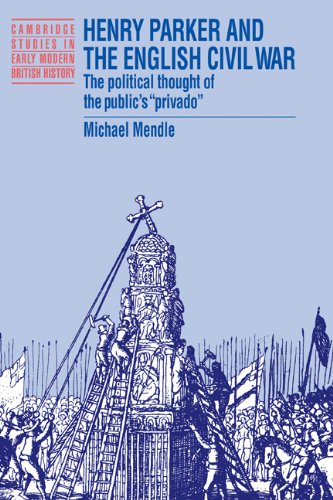 CAMBRIDGE
STUDIES IN
EARLY MODERN
BRITISH HISTORY
HENRY PARKER AND
THE ENGLISH CIVIL WAR
The political thought of
the public's "privado"
Michael Mendle